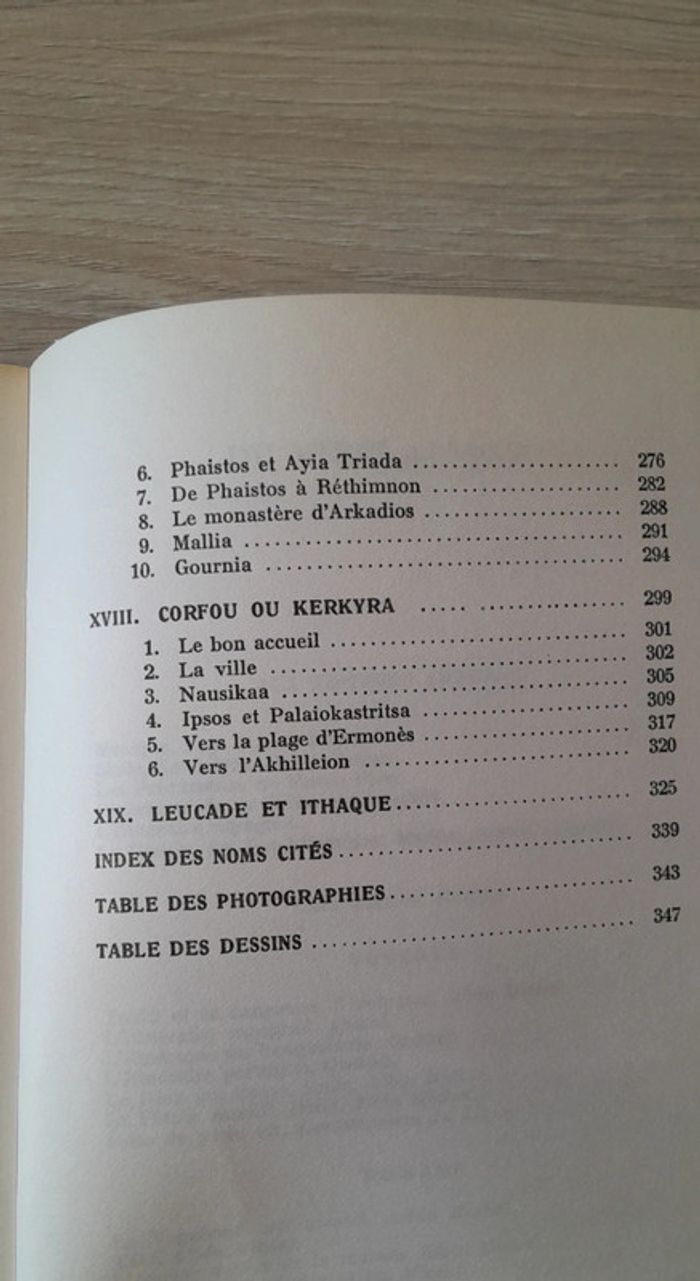 6. Phaistos et Ayia Triada ...................... 276
7. De Phaistos à Réthimnon .................... 282
8. Le monastère d'Arkadios ..................... 288
9. Mallia ........................................ 291
10. Gournia ...................................... 294
XVIII. CORFOU OU KERKYRA ..... ................ 299
1. Le bon accueil ................................ 301
2. La ville ....................................... 302
3. Nausikaa ..................................... 305
4. Ipsos et Palaiokastritsa ...................... 309
5. Vers la plage d'Ermonès ..................... 317
6. Vers l'Akhilleion ............................. 320
XIX. LEUCADE ET ITHAQUE .......................... 325
INDEX DES NOMS CITÉS ................................ 339
TABLE DES PHOTOGRAPHIES ........................... 343
TABLE DES DESSINS ................................... 347